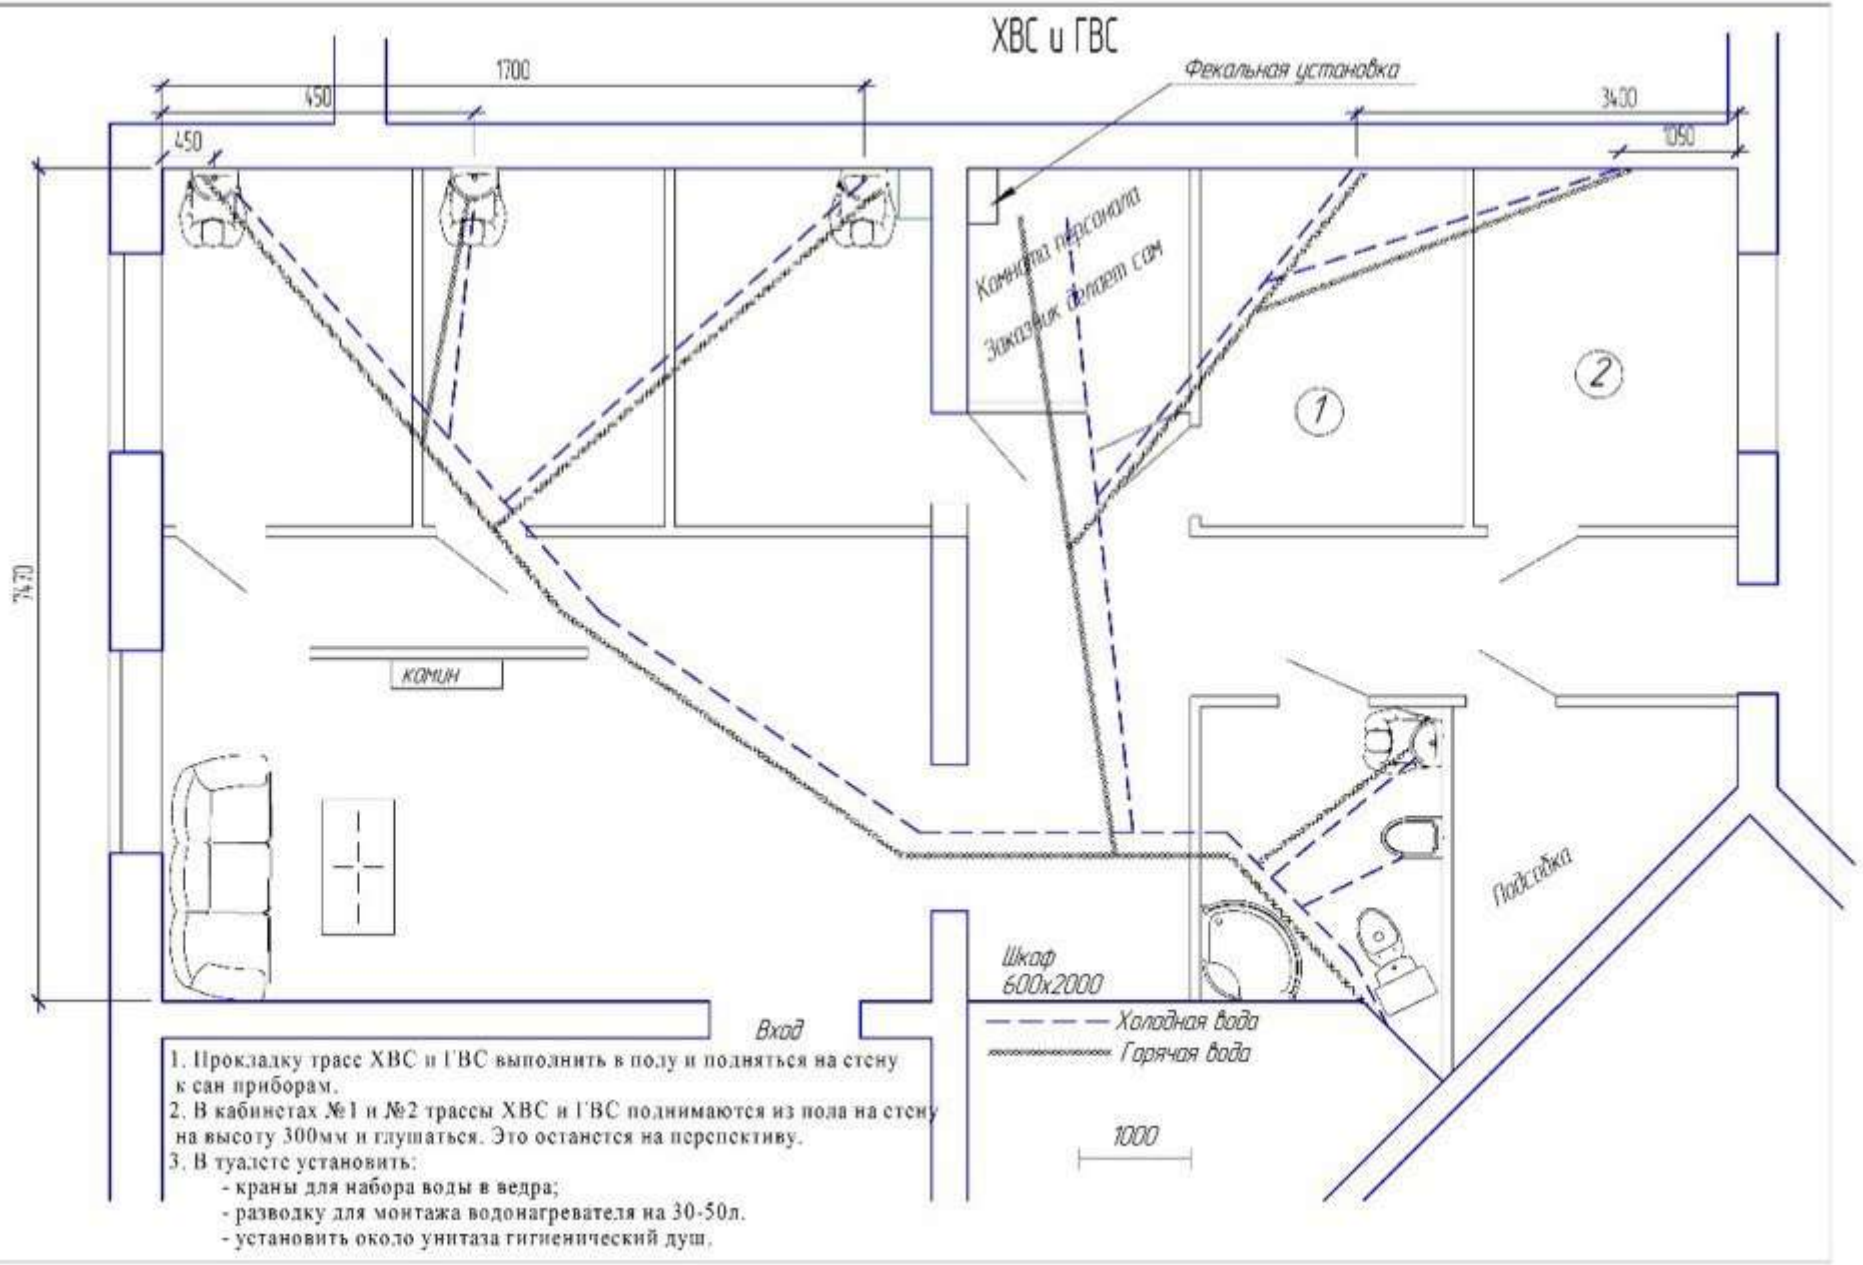 ХВС и ГВС
1700
Фекальная установка
450
3400
450
1050
Комната персонала
Заказчик делает сам
1
2
7470
камин
Подсобка
Шкаф
600х2000
Вход
Холодная вода
Горячая вода
1. Прокладку трасс ХВС и ГВС выполнить в полу и подняться на стену
к сан приборам.
2. В кабинетах №1 и №2 трассы ХВС и ГВС поднимаются из пола на стену
на высоту 300мм и глушаться. Это останется на перспективу.
3. В туалете установить:
- краны для набора воды в ведра;
- разводку для монтажа водонагревателя на 30-50л.
- установить около унитаза гигиенический душ.
1000